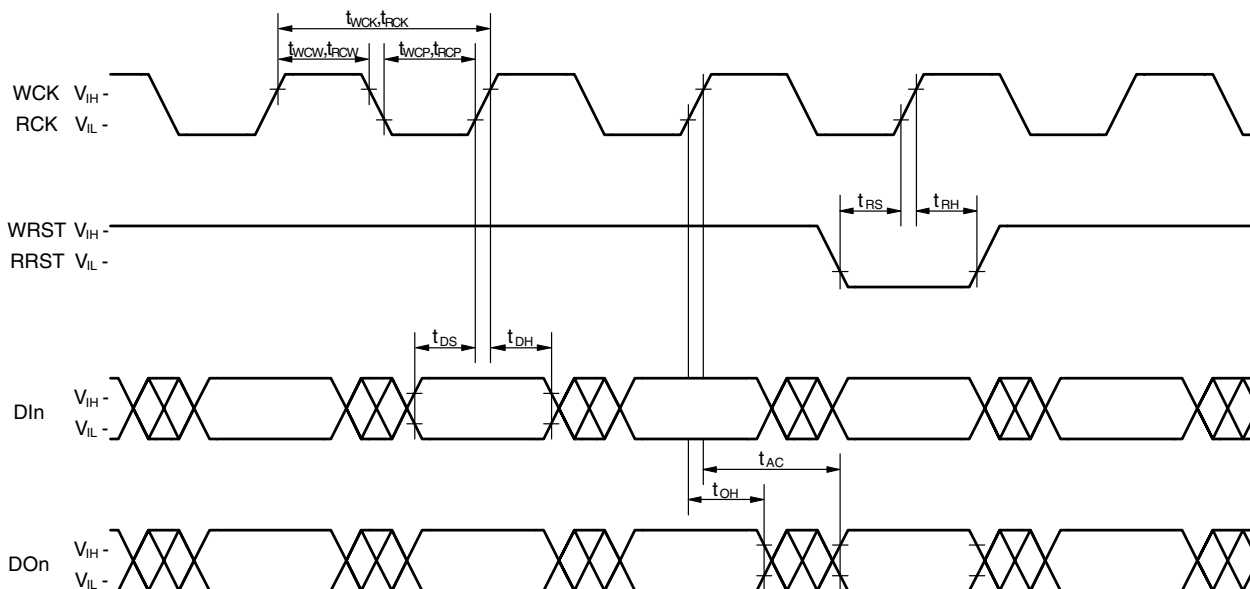 tWCK,tRCK
tWCW,tRCW
tWCP,tRCP
WCK VIH -
RCK VIL -
tRS
tRH
WRST VIH -
RRST VIL -
tDS
tDH
VIH -
DIn
VIL -
tAC
tOH
VIH -
DOn
VIL -